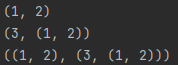 (1, 2)
(3, (1, 2))
((1, 2), (3, (1, 2)))